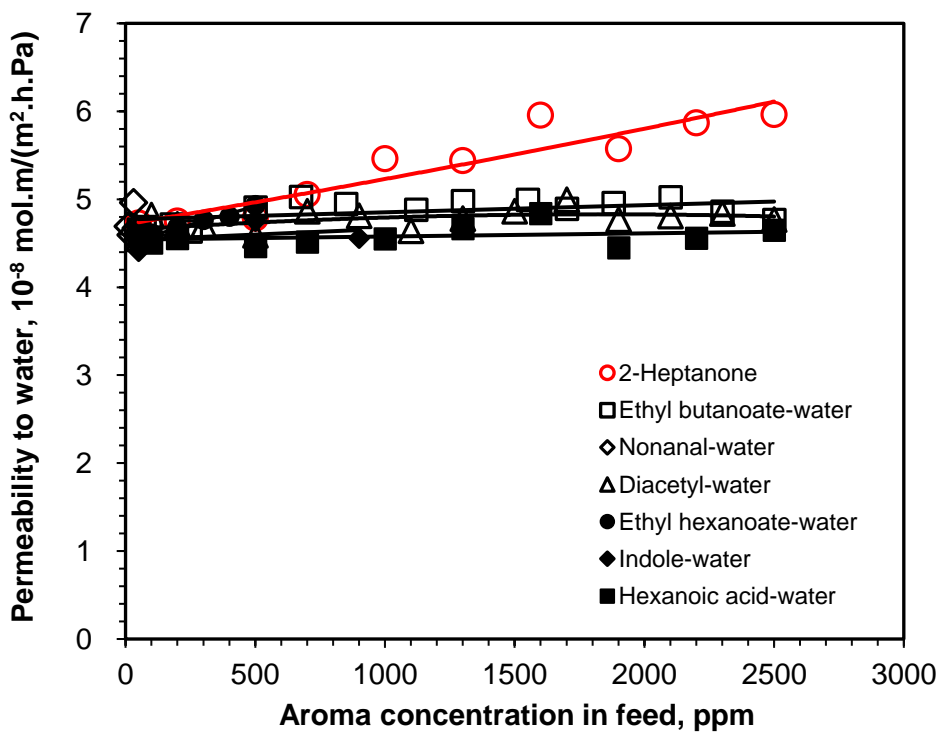 Permeability to water, 10⁻⁸ mol.m/(m².h.Pa)
7
6
5
4
3
2
1
0
2-Heptanone
Ethyl butanoate-water
Nonanal-water
Diacetyl-water
Ethyl hexanoate-water
Indole-water
Hexanoic acid-water
0 500 1000 1500 2000 2500 3000
Aroma concentration in feed, ppm